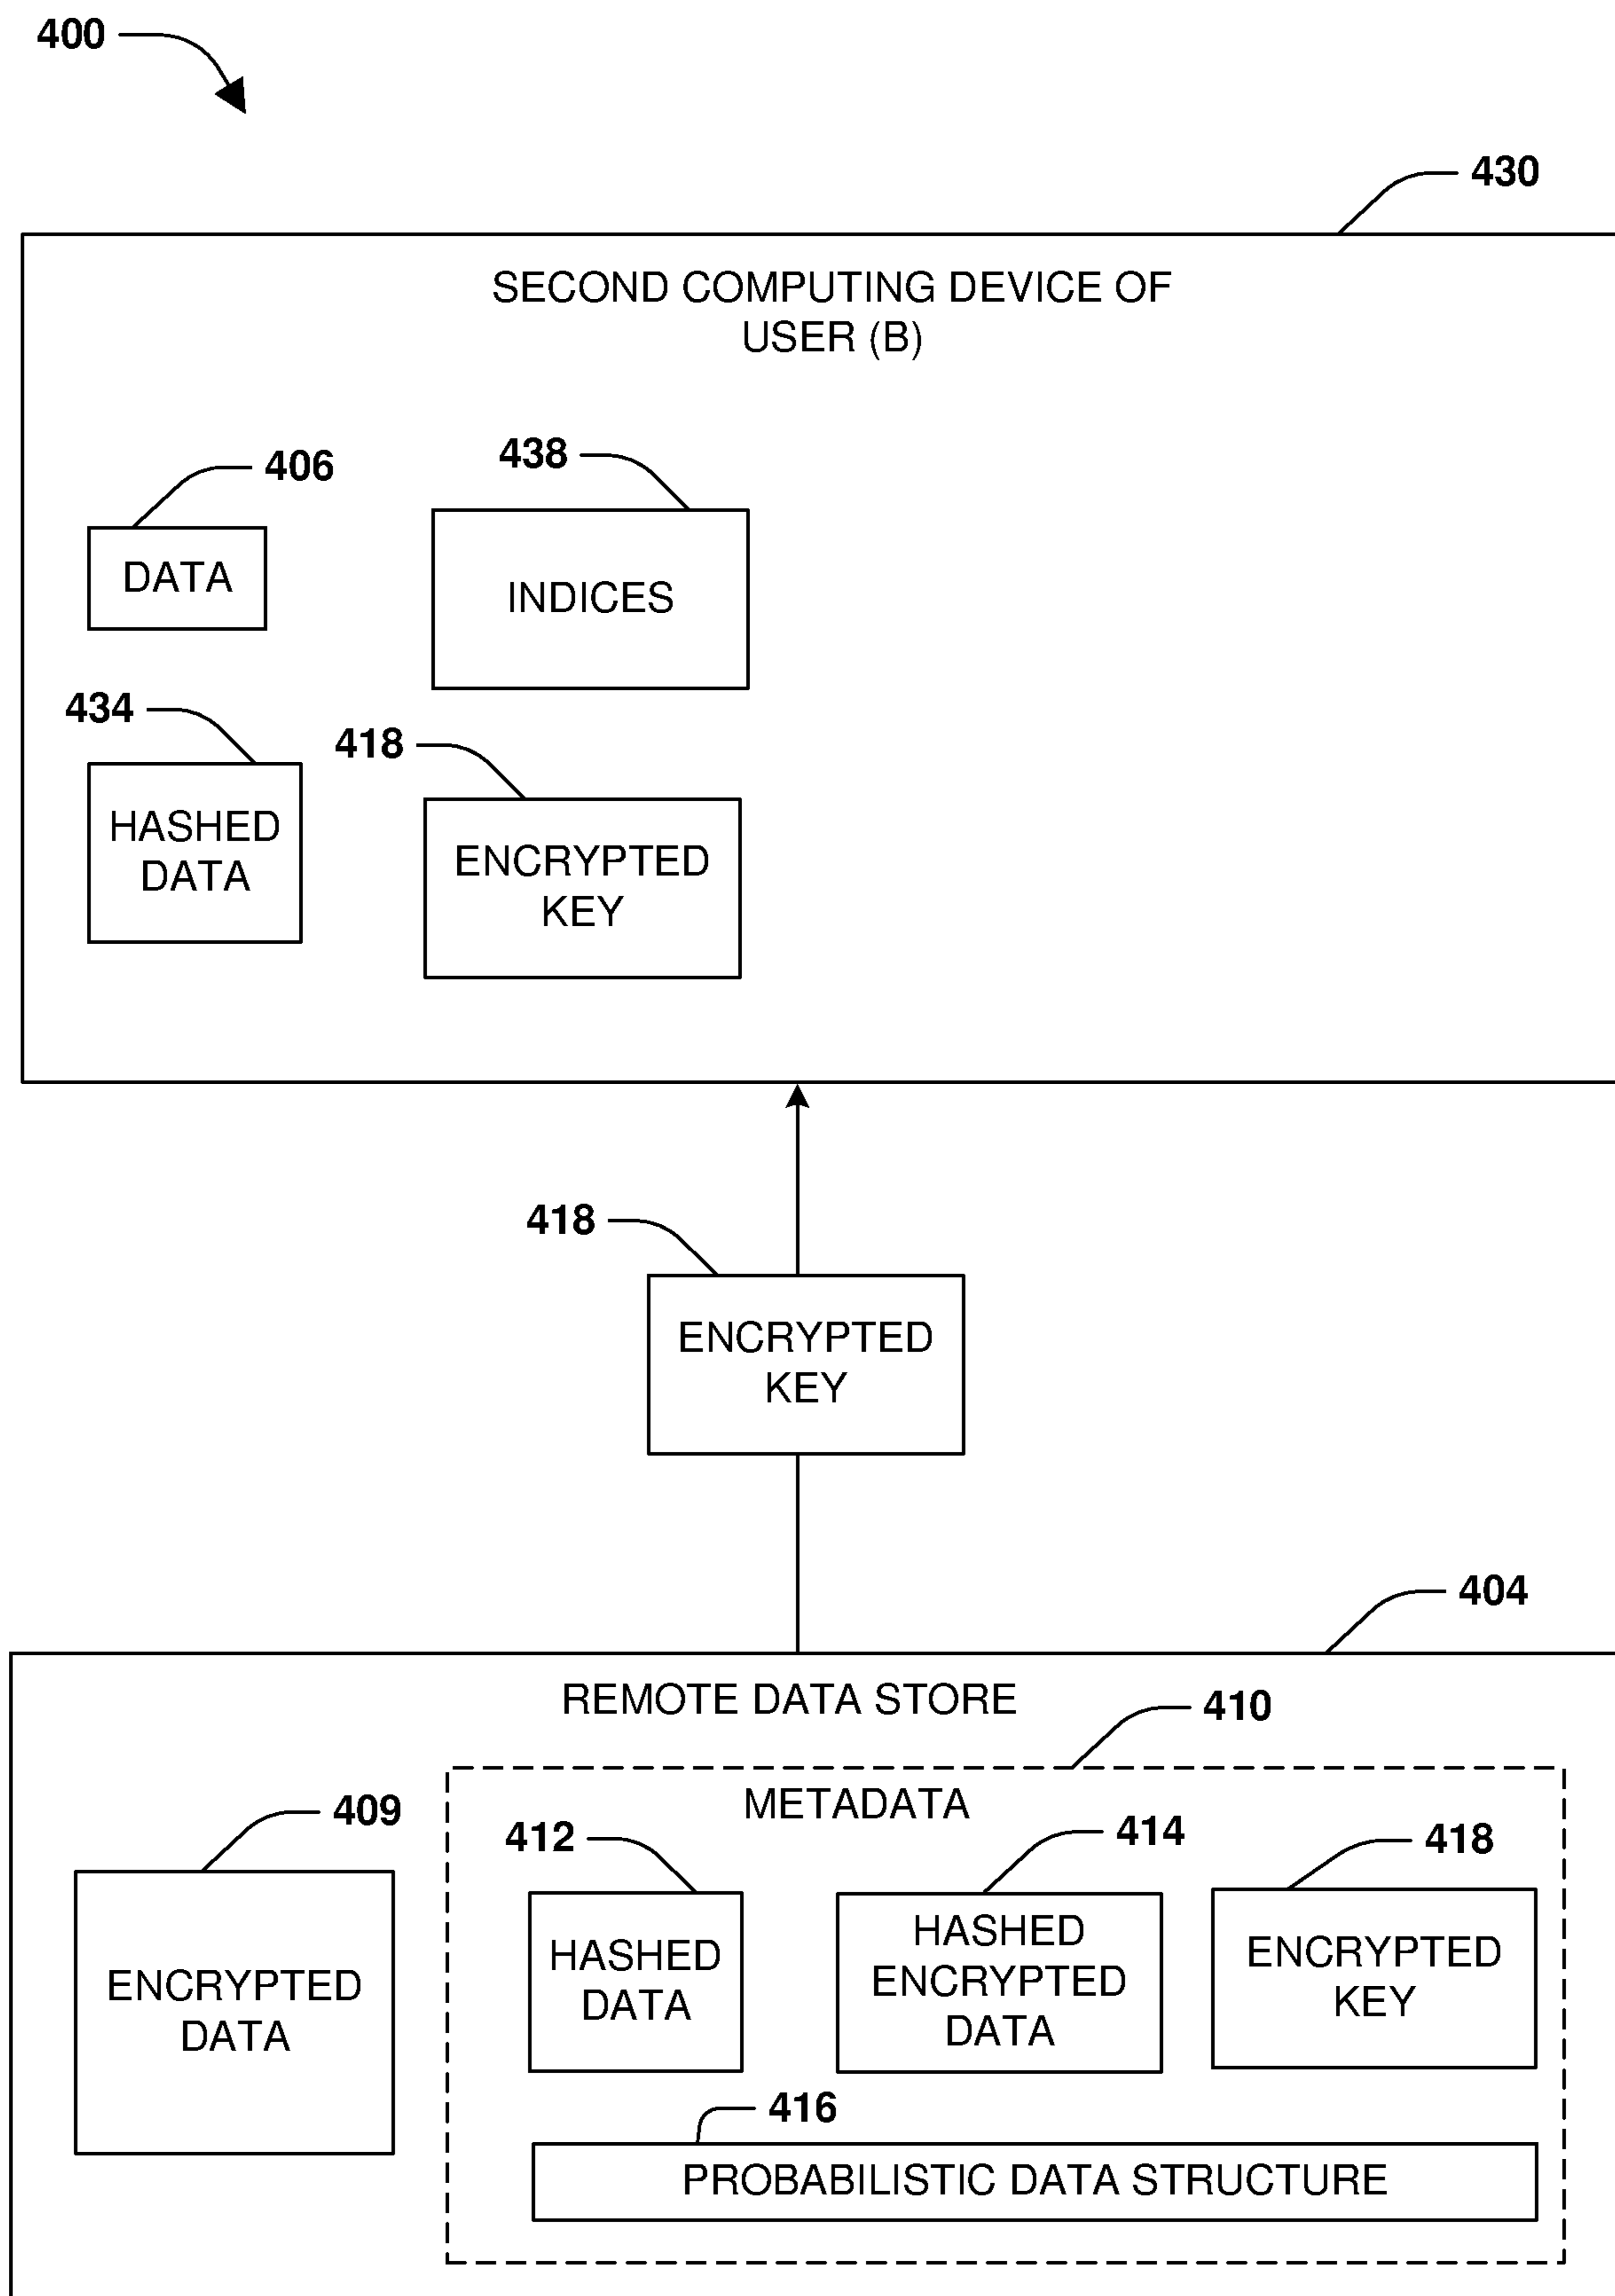 400
430
SECOND COMPUTING DEVICE OF
USER (B)
406
438
DATA
INDICES
434
418
HASHED
DATA
ENCRYPTED
KEY
418
ENCRYPTED
KEY
404
REMOTE DATA STORE
410
METADATA
409
412
414
418
ENCRYPTED
DATA
HASHED
DATA
HASHED
ENCRYPTED
DATA
ENCRYPTED
KEY
416
PROBABILISTIC DATA STRUCTURE